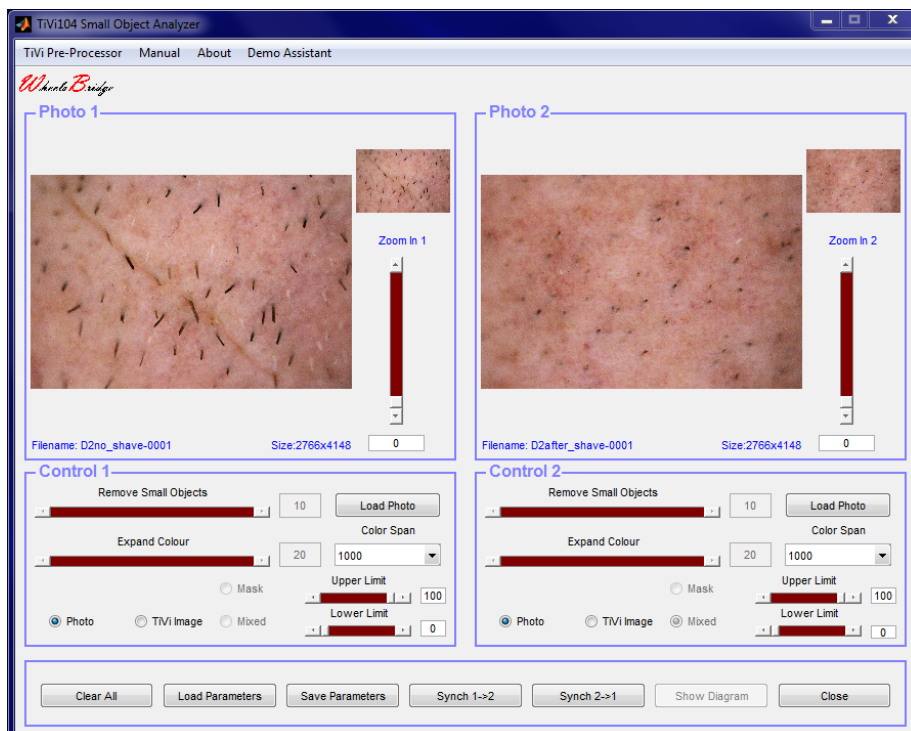 TiVi104 Small Object Analyzer
TiVi Pre-Processor Manual About Demo Assistant
WheelsBridge
Photo 1
Zoom In 1
Filename: D2no_shave-0001 Size:2766x4148 0
Photo 2
Zoom In 2
Filename: D2after_shave-0001 Size:2766x4148 0
Control 1
Remove Small Objects
10
Load Photo
Color Span
Expand Colour
20
1000
Mask
Upper Limit
100
Photo TiVi Image Mixed
Lower Limit
0
Control 2
Remove Small Objects
10
Load Photo
Color Span
Expand Colour
20
1000
Mask
Upper Limit
100
Photo TiVi Image Mixed
Lower Limit
0
Clear All Load Parameters Save Parameters Synch 1->2 Synch 2->1 Show Diagram Close